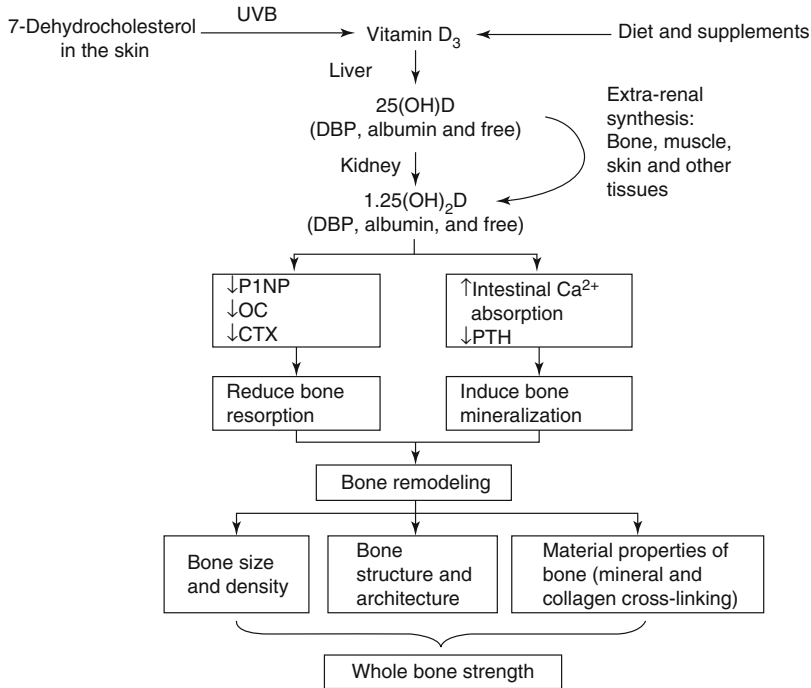 7-Dehydrocholesterol
in the skin
UVB
Vitamin D₃
Diet and supplements
Liver
25(OH)D
(DBP, albumin and free)
Extra-renal
synthesis:
Bone, muscle,
skin and other
tissues
Kidney
1.25(OH)₂D
(DBP, albumin, and free)
↓P1NP
↓OC
↓CTX
↑Intestinal Ca²⁺
absorption
↓PTH
Reduce bone
resorption
Induce bone
mineralization
Bone remodeling
Bone size
and density
Bone
structure and
architecture
Material properties of
bone (mineral and
collagen cross-linking)
Whole bone strength